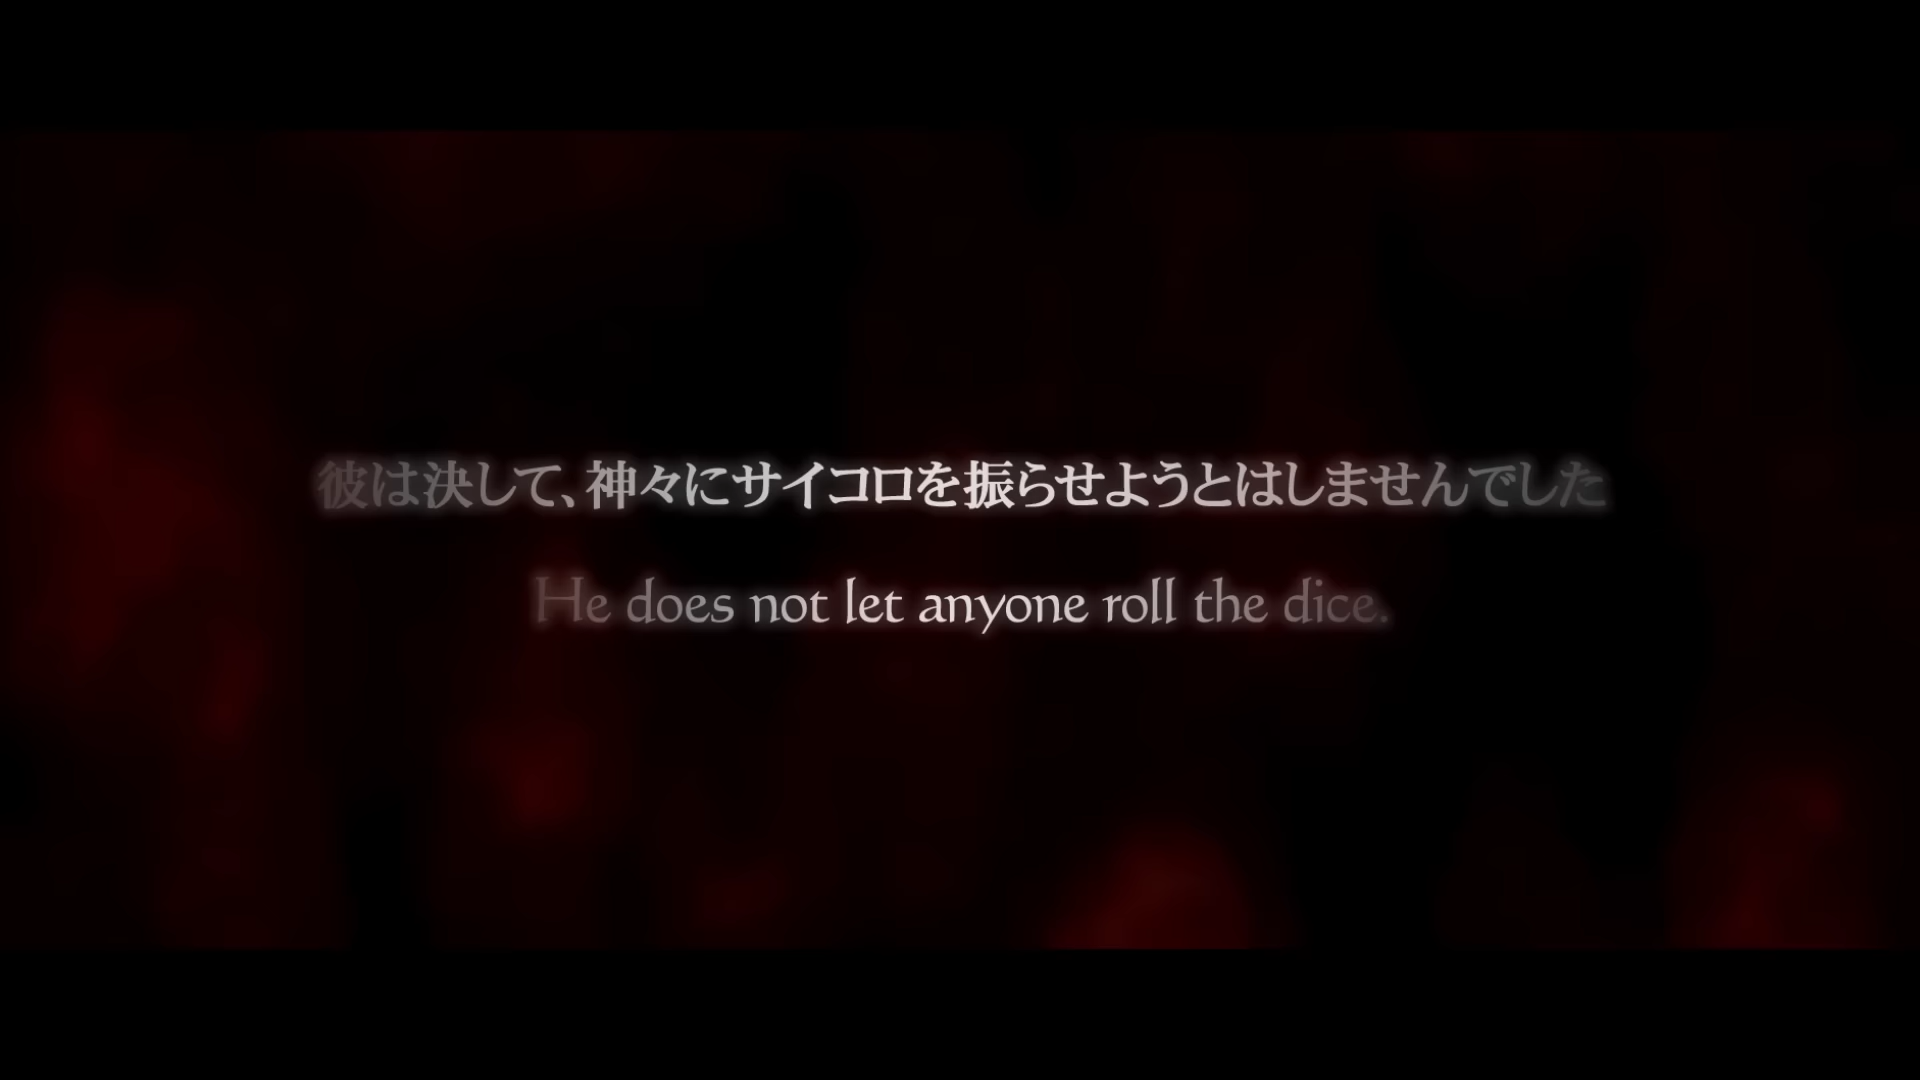 彼は決して、神々にサイコロを振らせようとはしませんでした
He does not let anyone roll the dice.